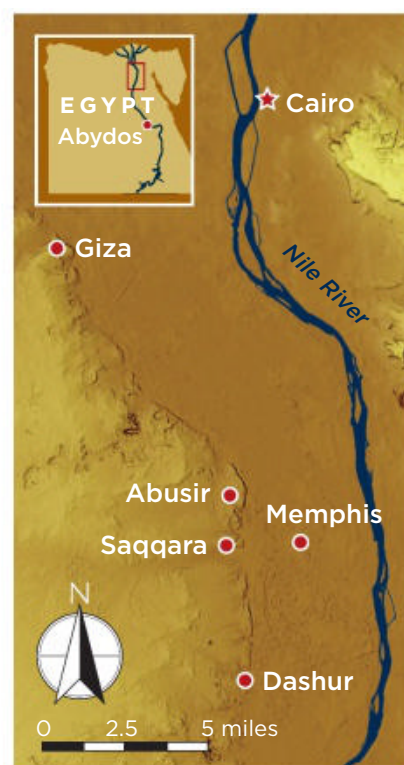 EGYPT
Abydos
Cairo
Giza
Nile River
Abusir
Memphis
Saqqara
N
Dashur
0 2.5 5 miles